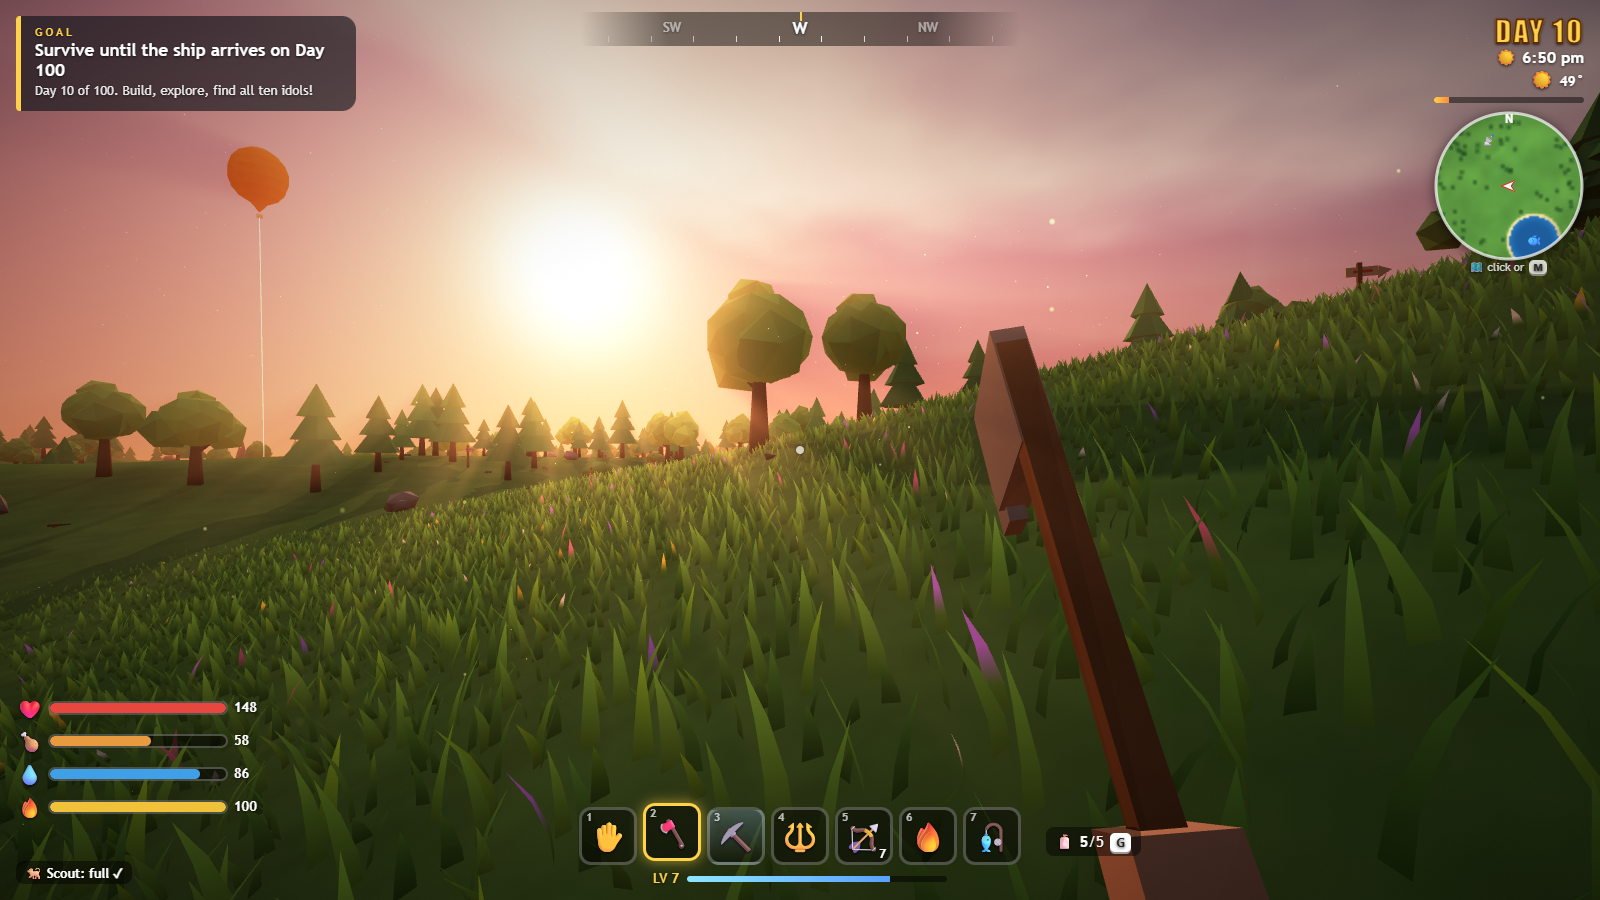 GOAL
Survive until the ship arrives on Day
100
Day 10 of 100. Build, explore, find all ten idols!
SW
W
NW
DAY 10
6:50 pm
49°
N
click or M
148
58
86
100
Scout: full ✓
1
2
3
4
5
7
6
7
5/5 G
LV 7